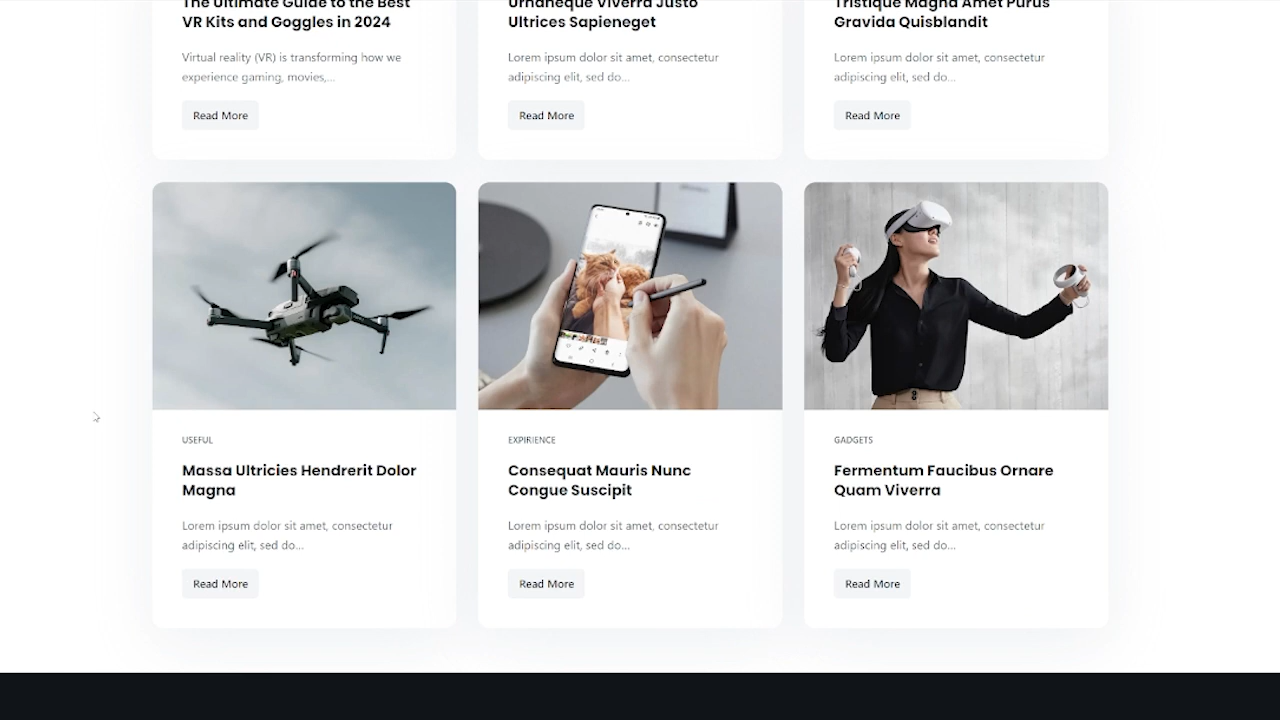 The Ultimate Guide to the Best
VR Kits and Goggles in 2024
Virtual reality (VR) is transforming how we
experience gaming, movies,...
Read More
Urnaneque Viverra Justo
Ultrices Sapieneget
Lorem ipsum dolor sit amet, consectetur
adipiscing elit, sed do...
Read More
Tristique Magna Amet Purus
Gravida Quisblandit
Lorem ipsum dolor sit amet, consectetur
adipiscing elit, sed do...
Read More
USEFUL
Massa Ultricies Hendrerit Dolor
Magna
Lorem ipsum dolor sit amet, consectetur
adipiscing elit, sed do...
Read More
EXPIRIENCE
Consequat Mauris Nunc
Congue Suscipit
Lorem ipsum dolor sit amet, consectetur
adipiscing elit, sed do...
Read More
GADGETS
Fermentum Faucibus Ornare
Quam Viverra
Lorem ipsum dolor sit amet, consectetur
adipiscing elit, sed do...
Read More